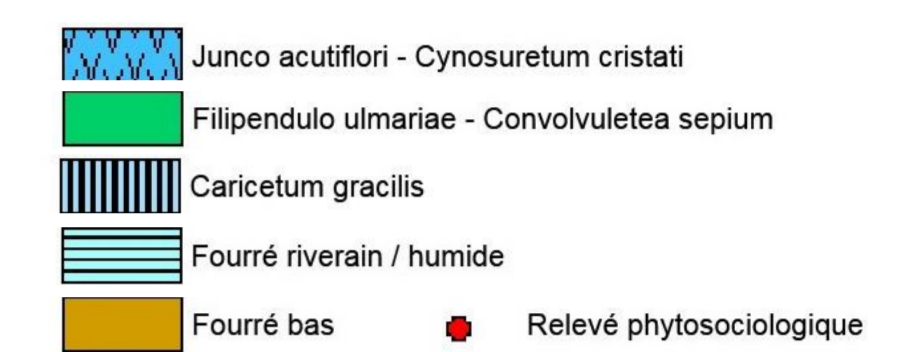 Junco acutiflori - Cynosuretum cristati
Filipendulo ulmariae - Convolvuletea sepium
Caricetum gracilis
Fourré riverain / humide
Fourré bas
Relevé phytosociologique